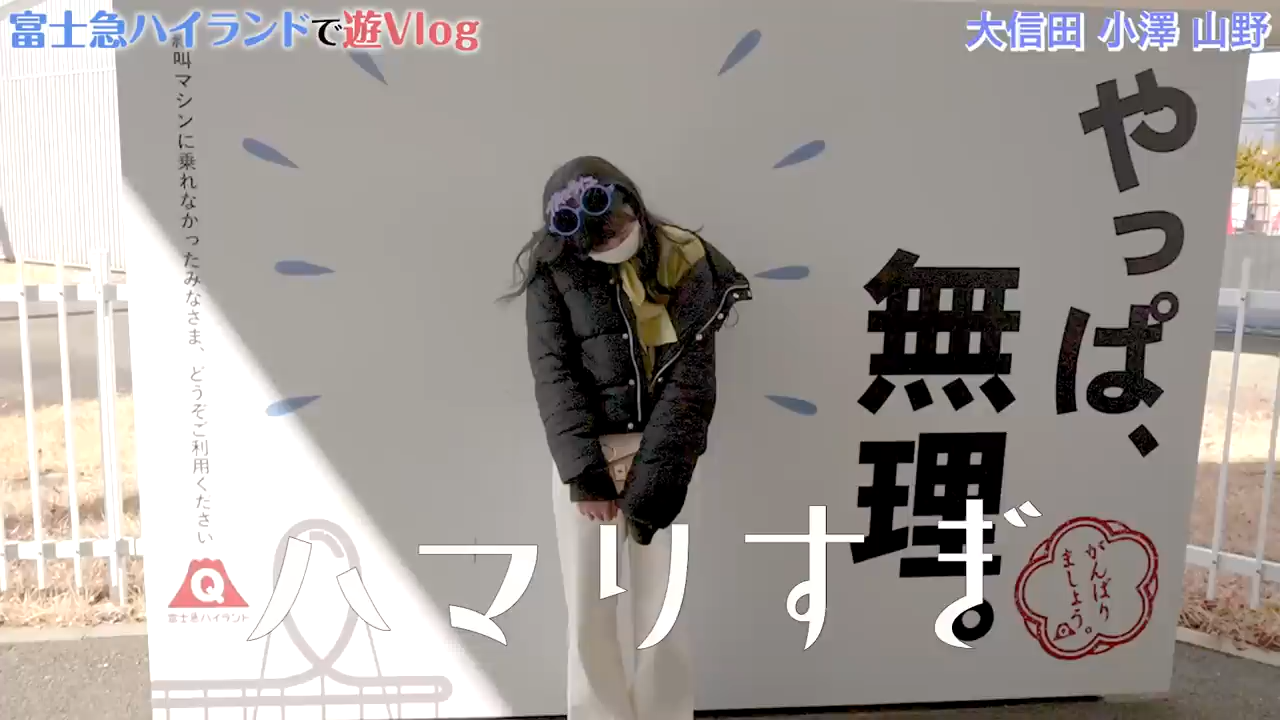 富士急ハイランドで遊Vlog
大信田 小澤 山野
やっぱ、
無理。
叫マシンに乗れなかったみなさま、どうぞご利用ください
Q
富士急ハイランド
がんばり
ましょう。
ハマりすぎ